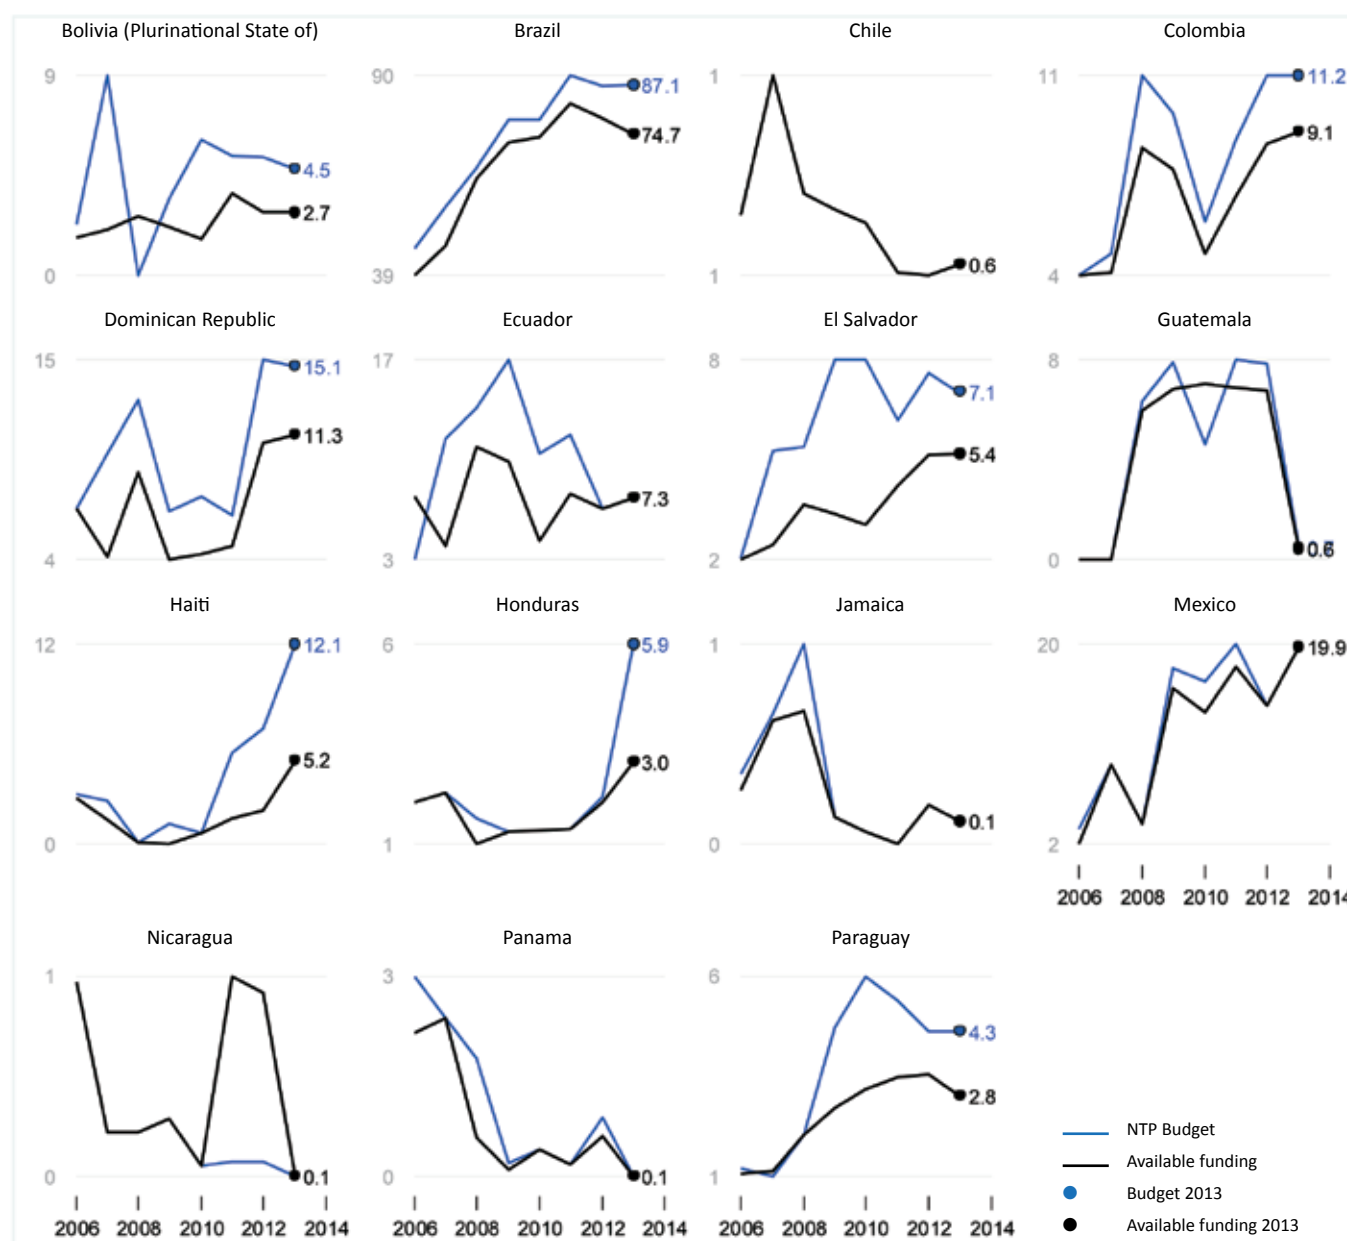 Bolivia (Plurinational State of) Brazil Chile Colombia
9 90 1 11
87.1 11.2
74.7 9.1
4.5
2.7
0.6
0 39 1 4
Dominican Republic Ecuador El Salvador Guatemala
15 17 8 8
15.1 7.1
11.3 5.4
7.3
0.6
4 3 2 0
Haiti Honduras Jamaica Mexico
12 6 1 20
12.1 5.9 19.9
5.2 3.0
0.1
0 1 0 2
2006 2008 2010 2012 2014
Nicaragua Panama Paraguay
1 3 6
4.3
2.8
0.1 0.1
0 0 1
2006 2008 2010 2012 2014 2006 2008 2010 2012 2014 2006 2008 2010 2012 2014
NTP Budget
Available funding
Budget 2013
Available funding 2013